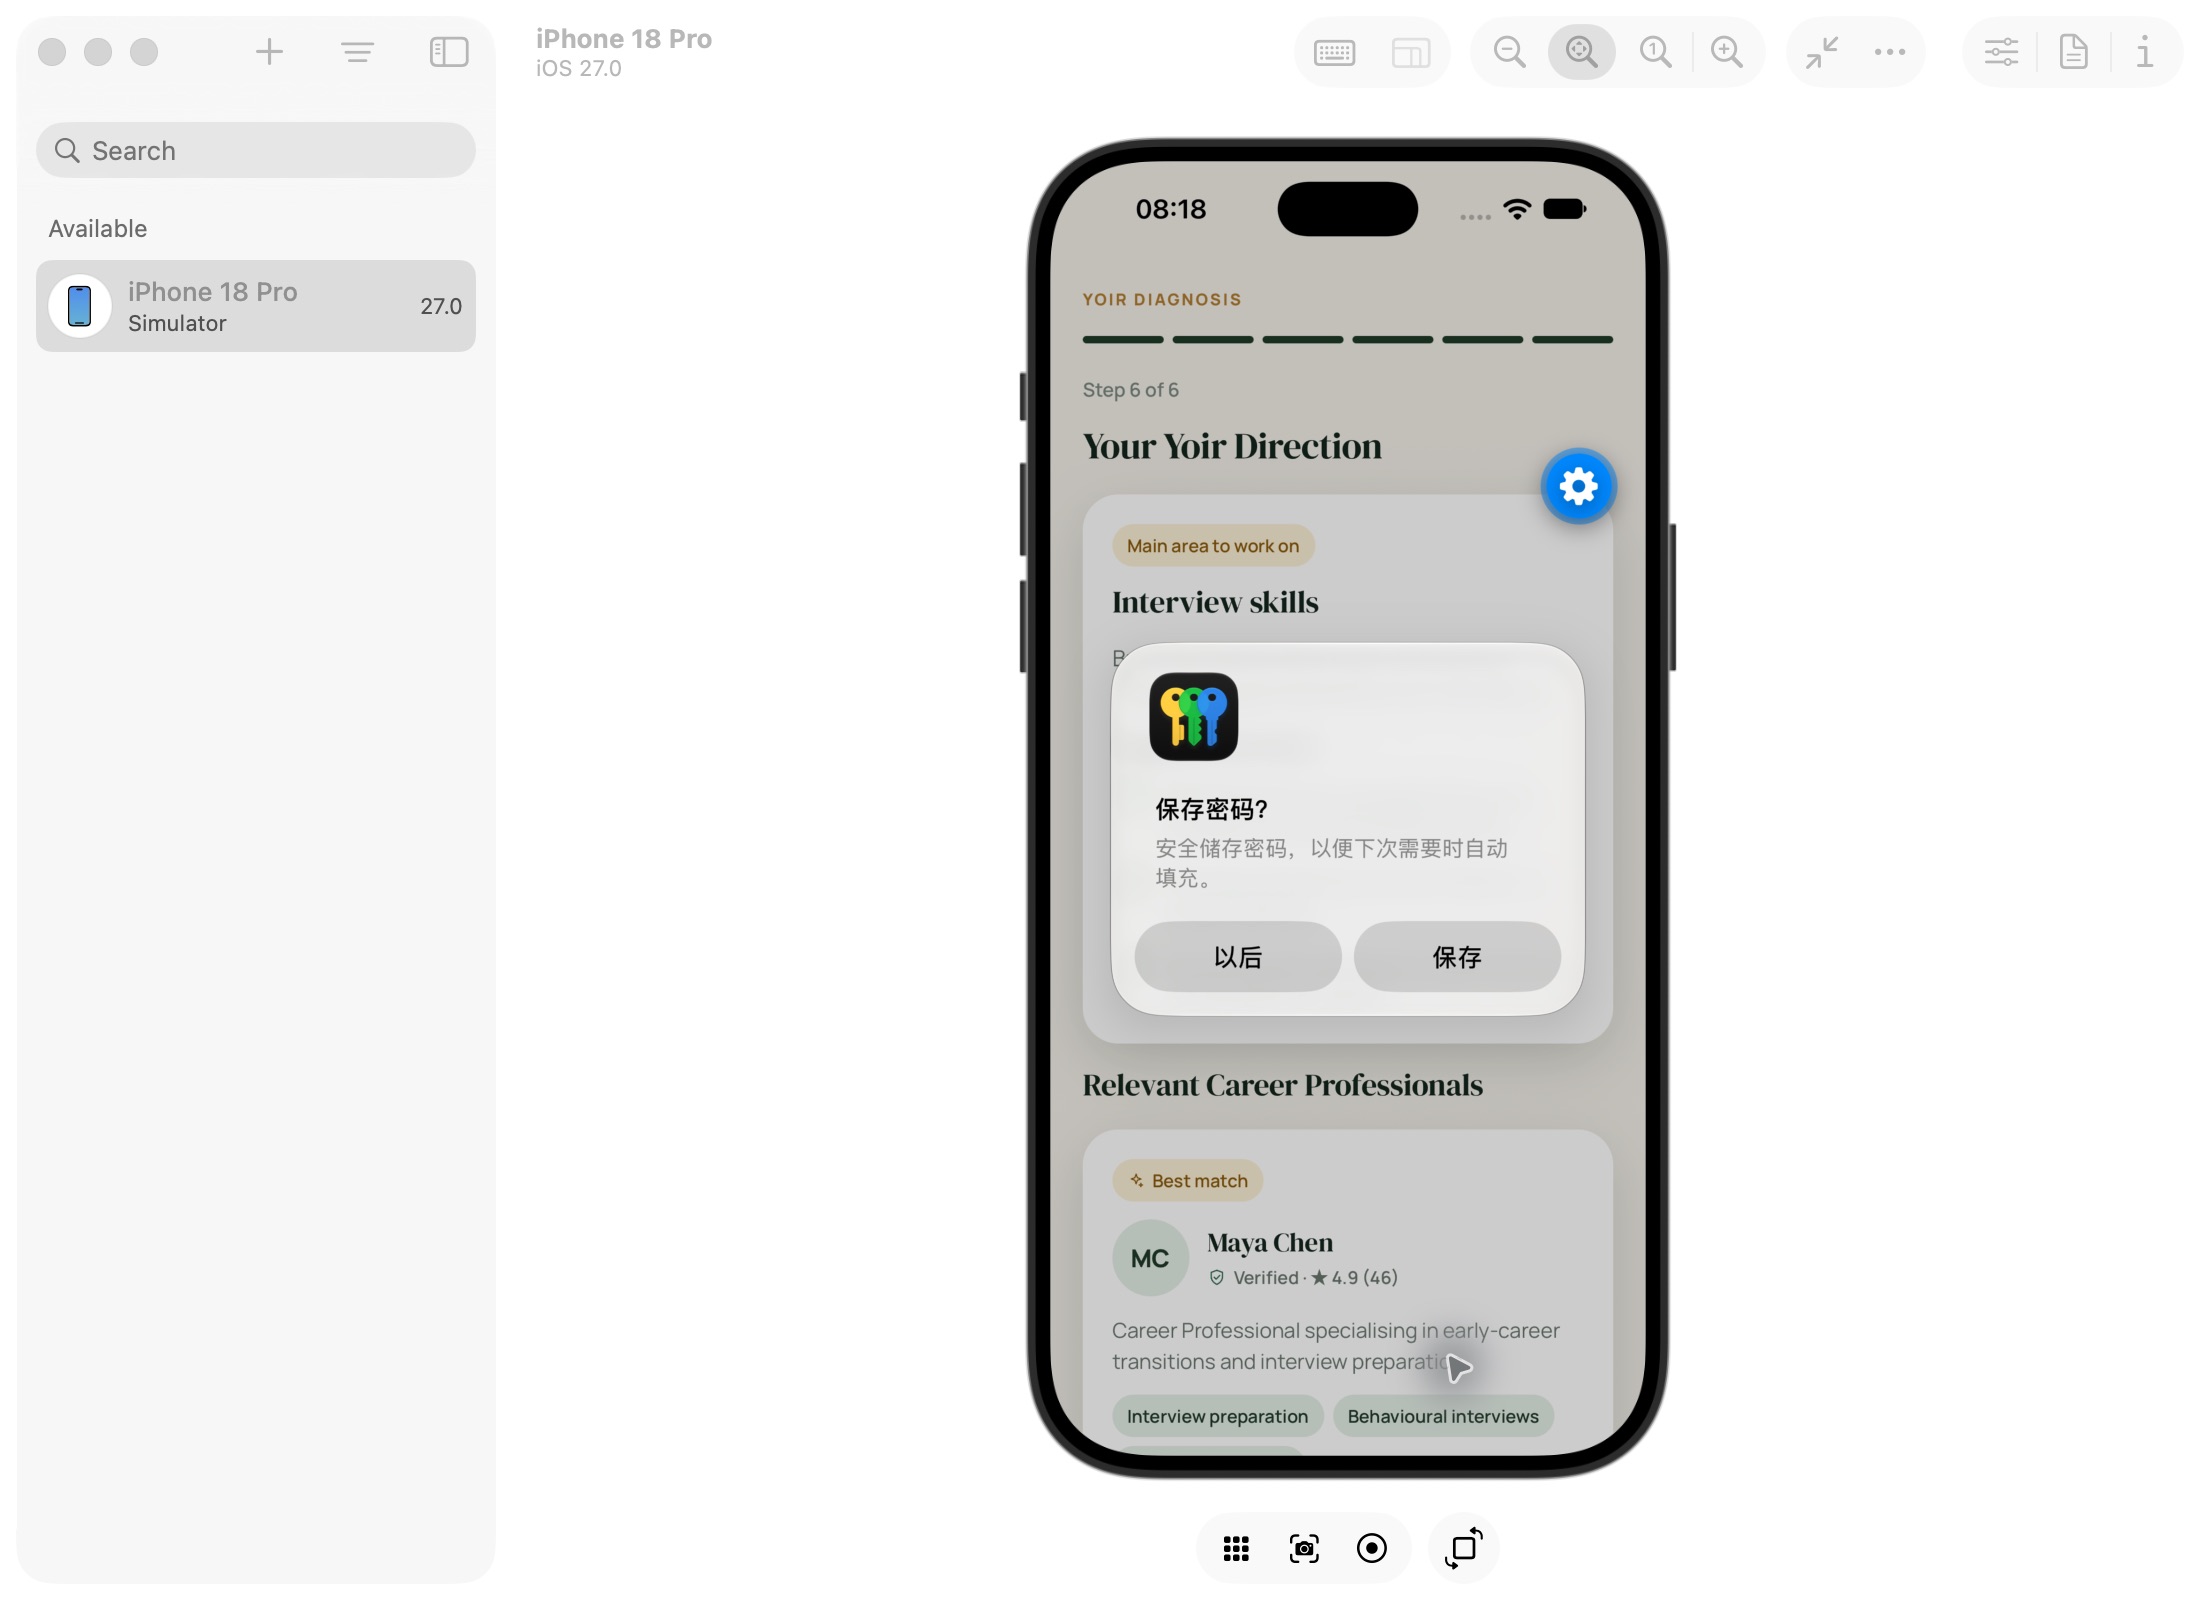 iPhone 18 Pro
iOS 27.0
Search
Available
iPhone 18 Pro
Simulator
27.0
08:18
YOIR DIAGNOSIS
Step 6 of 6
Your Yoir Direction
Main area to work on
Interview skills
保存密码?
安全储存密码，以便下次需要时自动
填充。
以后
保存
Relevant Career Professionals
Best match
MC
Maya Chen
Verified · ★ 4.9 (46)
Career Professional specialising in early-career
transitions and interview
Interview preparation
Behavioural interviews